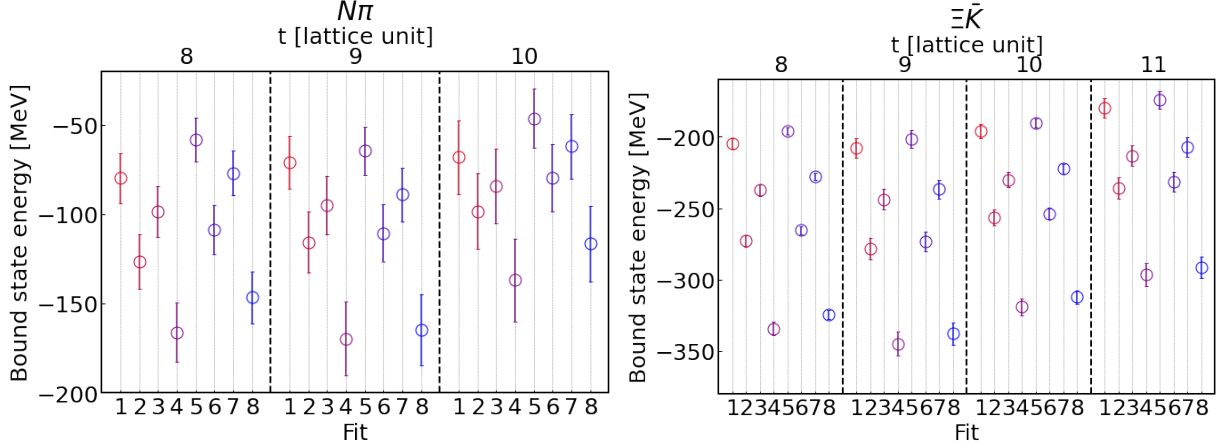 Nπ
t [lattice unit]
8 9 10
Bound state energy [MeV]
−50
−100
−150
−200
1 2 3 4 5 6 7 8 1 2 3 4 5 6 7 8 1 2 3 4 5 6 7 8
Fit
ΞK̄
t [lattice unit]
8 9 10 11
Bound state energy [MeV]
−200
−250
−300
−350
12345678 12345678 12345678 12345678
Fit